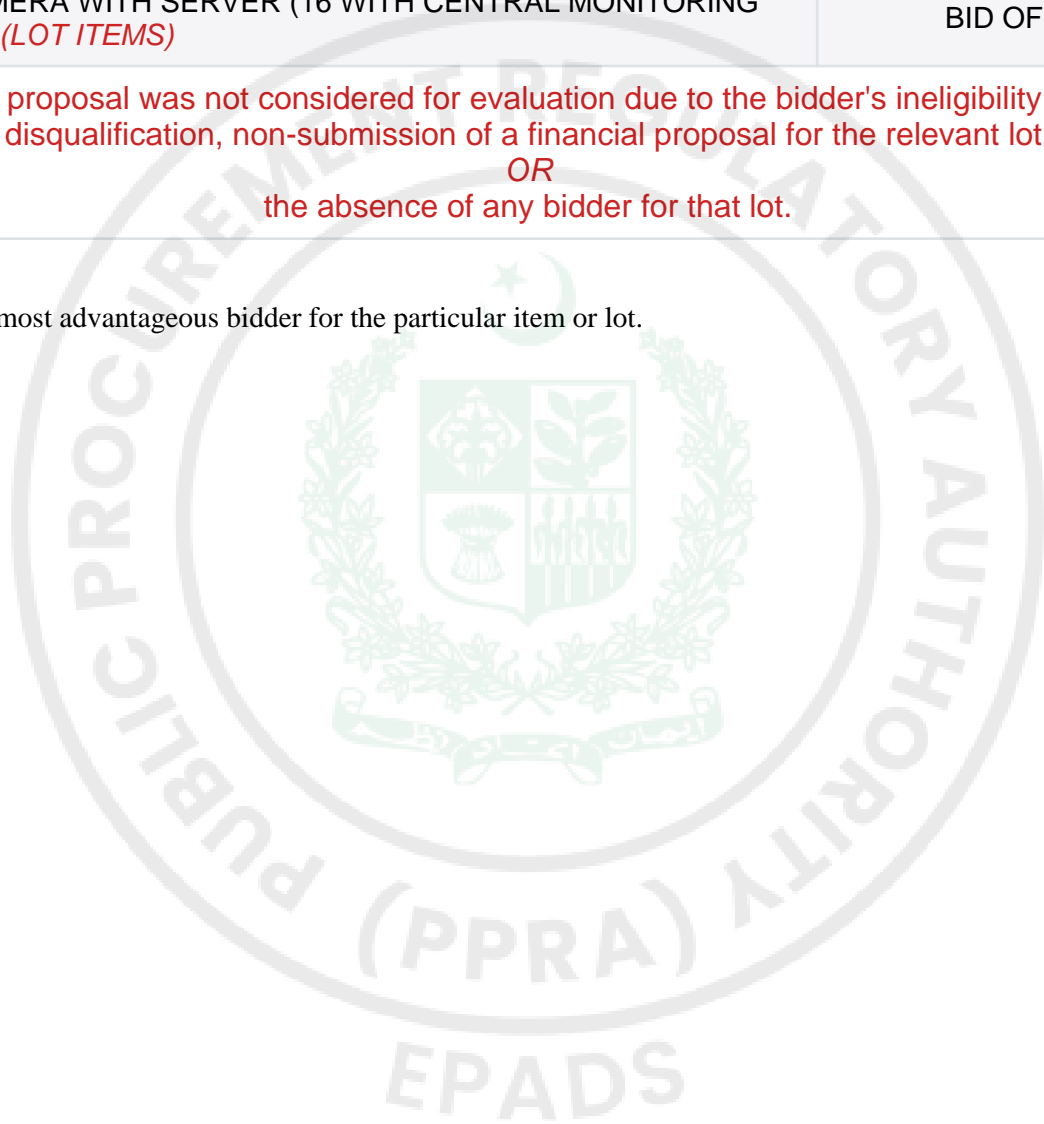 MERA WITH SERVER (16 WITH CENTRAL MONITORING
(LOT ITEMS)
BID OF
proposal was not considered for evaluation due to the bidder's ineligibility
disqualification, non-submission of a financial proposal for the relevant lot
OR
the absence of any bidder for that lot.
most advantageous bidder for the particular item or lot.
PUBLIC PROCUREMENT REGULATORY AUTHORITY
(PPRA)
EPADS